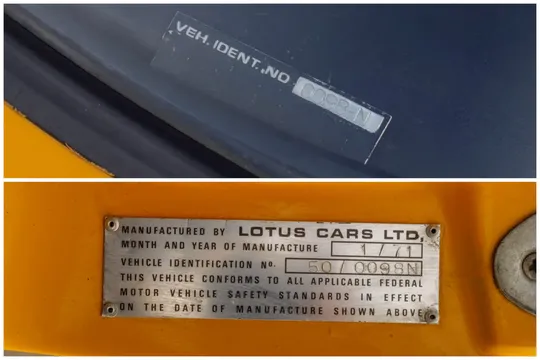 VEH. IDENT. NO 0098N
MANUFACTURED BY LOTUS CARS LTD.
MONTH AND YEAR OF MANUFACTURE 1/71
VEHICLE IDENTIFICATION No. 50/0098N
THIS VEHICLE CONFORMS TO ALL APPLICABLE FEDERAL
MOTOR VEHICLE SAFETY STANDARDS IN EFFECT
ON THE DATE OF MANUFACTURE SHOWN ABOVE